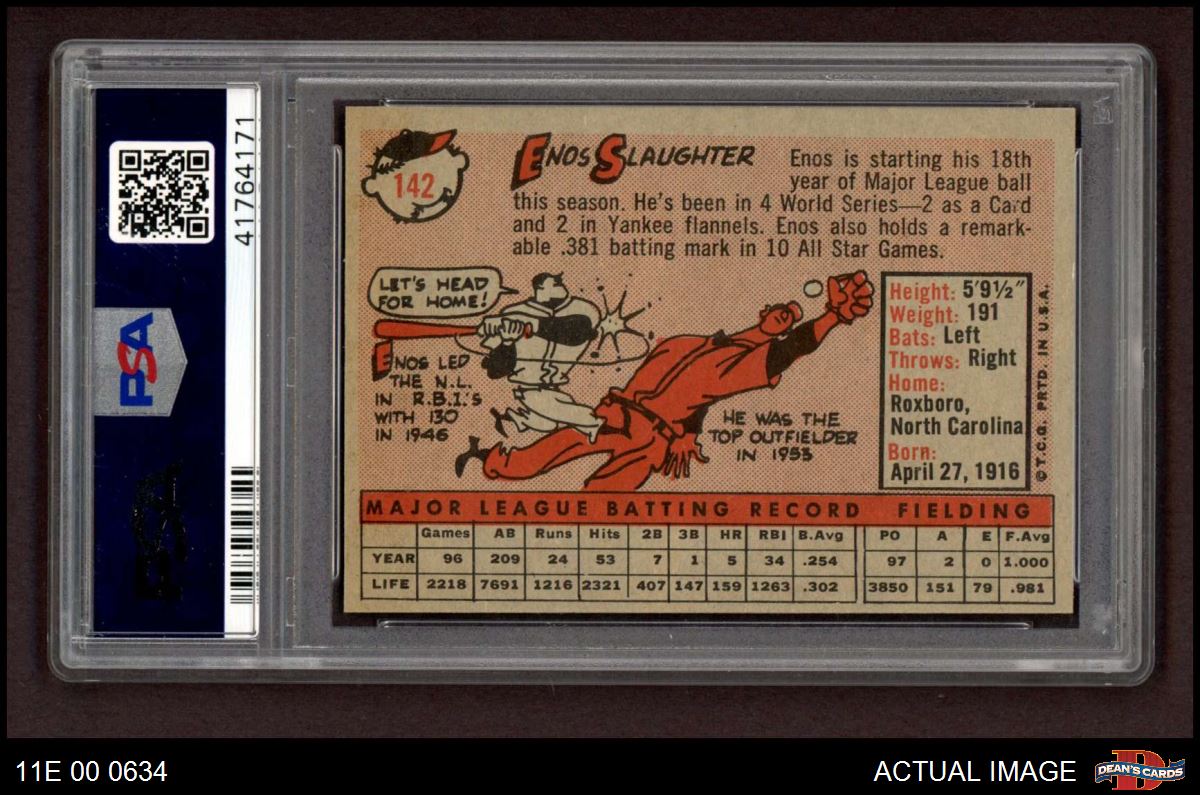 41764171
PSA
PSA
142
ENOS SLAUGHTER
Enos is starting his 18th
year of Major League ball
this season. He's been in 4 World Series—2 as a Card
and 2 in Yankee flannels. Enos also holds a remark-
able .381 batting mark in 10 All Star Games.
LET'S HEAD
FOR HOME!
ENOS LED
THE N.L.
IN R.B.I.'S
WITH 130
IN 1946
HE WAS THE
TOP OUTFIELDER
IN 1953
Height: 5'9½"
Weight: 191
Bats: Left
Throws: Right
Home:
Roxboro,
North Carolina
Born:
April 27, 1916
© T.C.G. PRTD. IN U.S.A.
MAJOR LEAGUE BATTING RECORD FIELDING
Games AB Runs Hits 2B 3B HR RBI B.Avg PO A E F.Avg
YEAR 96 209 24 53 7 1 5 34 .254 97 2 0 1.000
LIFE 2218 7691 1216 2321 407 147 159 1263 .302 3850 151 79 .981
11E 00 0634
ACTUAL IMAGE
D
DEAN'S CARDS